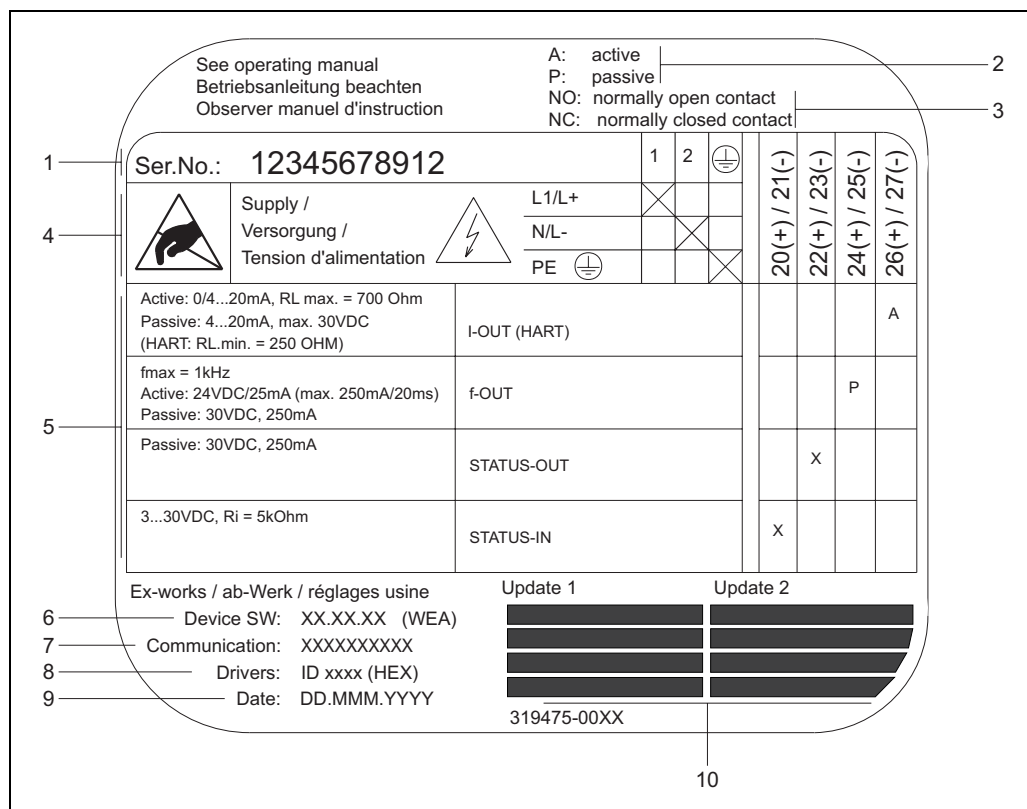 See operating manual
Betriebsanleitung beachten
Observer manuel d'instruction
A: active
P: passive
NO: normally open contact
NC: normally closed contact
2
3
1
Ser.No.: 12345678912
1 2
20(+) / 21(-)
22(+) / 23(-)
24(+) / 25(-)
26(+) / 27(-)
4
Supply /
Versorgung /
Tension d'alimentation
L1/L+
N/L-
PE
5
Active: 0/4...20mA, RL max. = 700 Ohm
Passive: 4...20mA, max. 30VDC
(HART: RL.min. = 250 OHM)
I-OUT (HART)
A
fmax = 1kHz
Active: 24VDC/25mA (max. 250mA/20ms)
Passive: 30VDC, 250mA
f-OUT
P
Passive: 30VDC, 250mA
STATUS-OUT
X
3...30VDC, Ri = 5kOhm
STATUS-IN
X
Ex-works / ab-Werk / réglages usine
Update 1
Update 2
6
Device SW: XX.XX.XX (WEA)
7
Communication: XXXXXXXXXX
8
Drivers: ID xxxx (HEX)
9
Date: DD.MMM.YYYY
319475-00XX
10